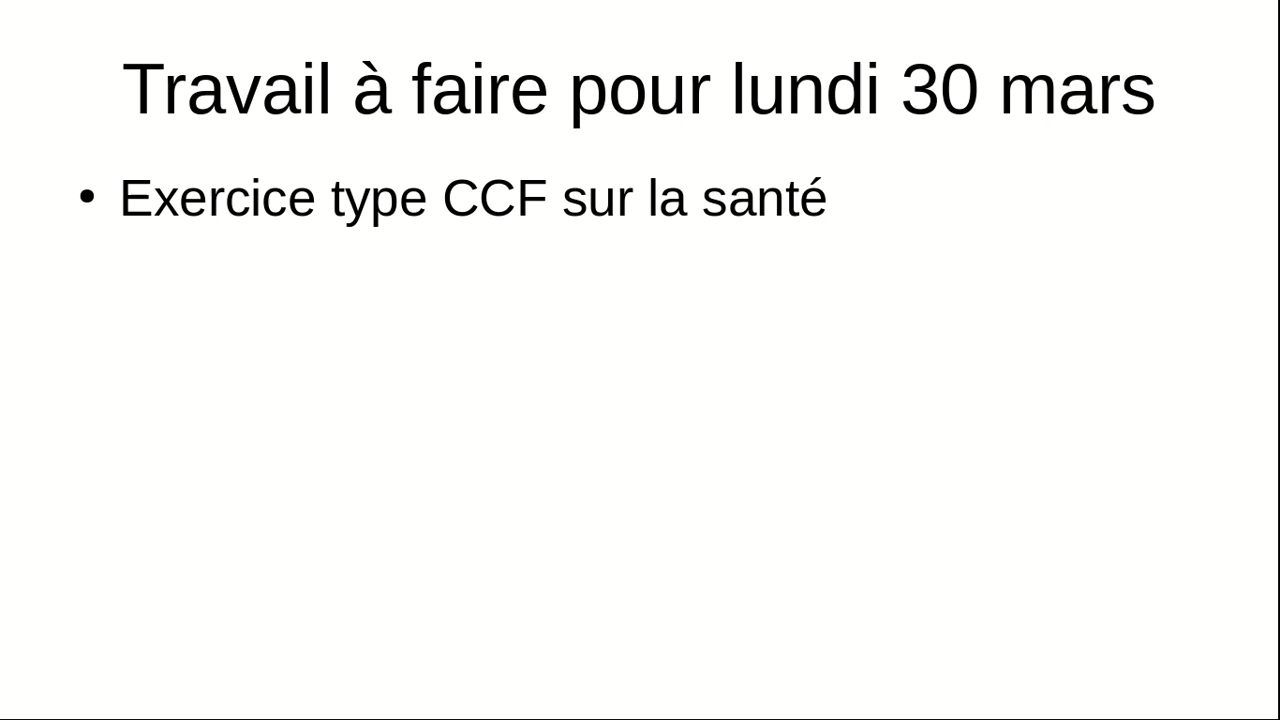 Travail à faire pour lundi 30 mars
• Exercice type CCF sur la santé